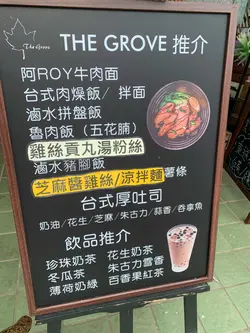 The Grove
THE GROVE 推介
阿ROY牛肉面
台式肉燥飯/ 拌面
滷水拼盤飯
魯肉飯（五花腩）
雞絲貢丸湯粉絲
滷水豬腳飯
芝麻醬雞絲/涼拌麵薯條
台式厚吐司
奶油/花生/芝麻/朱古力/蒜香/吞拿魚
飲品推介
珍珠奶茶 花生奶茶
冬瓜茶 朱古力雪香
薄荷奶綠 百香果紅茶